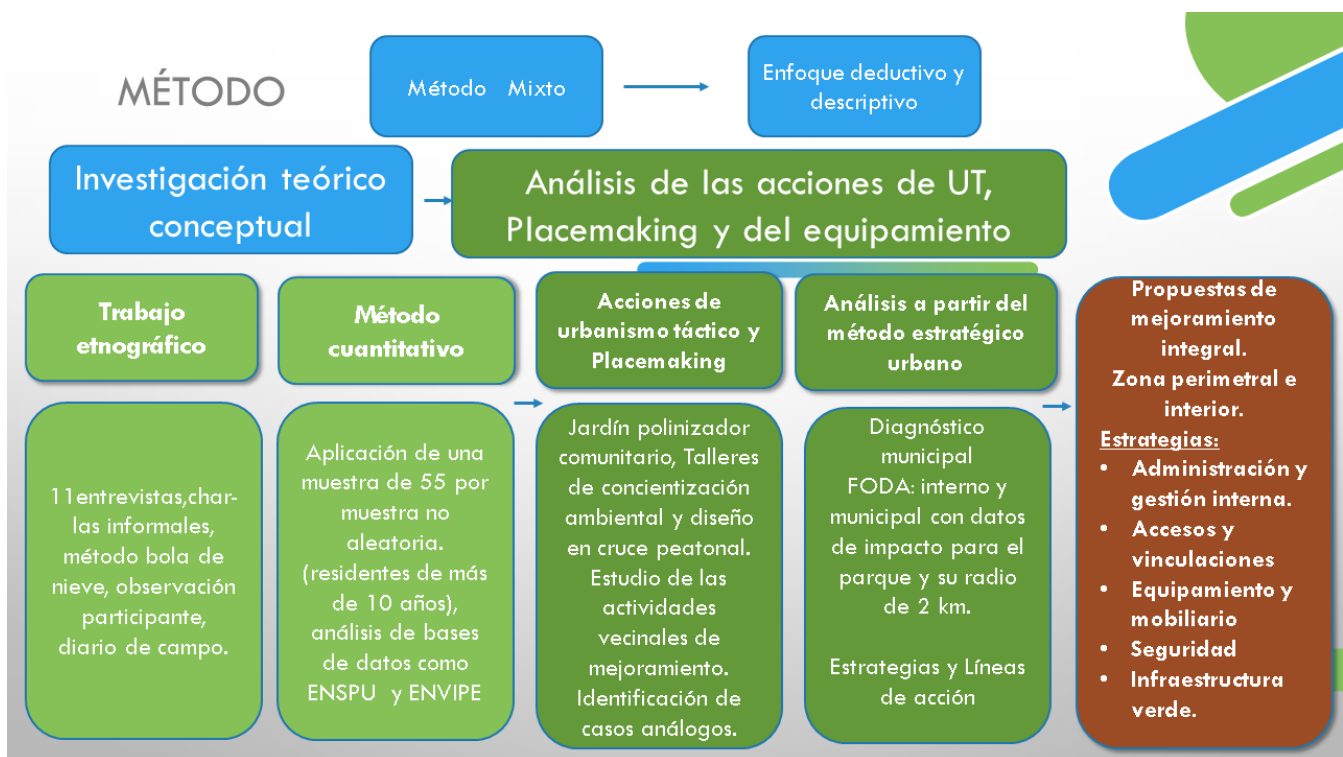 MÉTODO
Método Mixto
Enfoque deductivo y
descriptivo
Investigación teórico
conceptual
Análisis de las acciones de UT,
Placemaking y del equipamiento
Trabajo
etnográfico
11entrevistas,char-
las informales,
método bola de
nieve, observación
participante,
diario de campo.
Método
cuantitativo
Aplicación de una
muestra de 55 por
muestra no
aleatoria.
(residentes de más
de 10 años),
análisis de bases
de datos como
ENSPU y ENVIPE
Acciones de
urbanismo táctico y
Placemaking
Jardín polinizador
comunitario, Talleres
de concientización
ambiental y diseño
en cruce peatonal.
Estudio de las
actividades
vecinales de
mejoramiento.
Identificación de
casos análogos.
Análisis a partir del
método estratégico
urbano
Diagnóstico
municipal
FODA: interno y
municipal con datos
de impacto para el
parque y su radio
de 2 km.
Estrategias y Líneas
de acción
Propuestas de
mejoramiento
integral.
Zona perimetral e
interior.
Estrategias:
• Administración y
gestión interna.
• Accesos y
vinculaciones
• Equipamiento y
mobiliario
• Seguridad
• Infraestructura
verde.